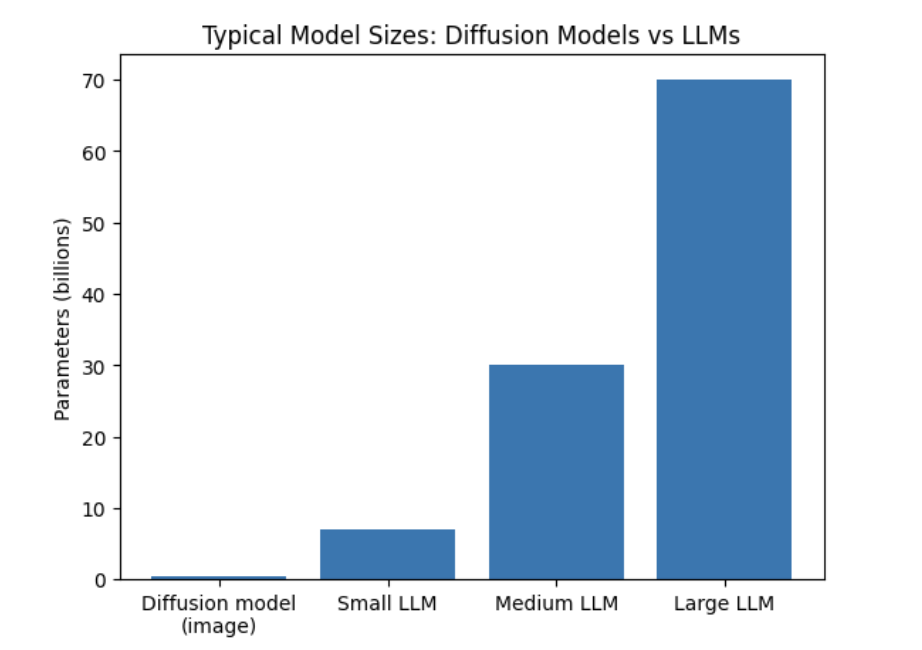 Typical Model Sizes: Diffusion Models vs LLMs
Parameters (billions)
70
60
50
40
30
20
10
0
Diffusion model
(image)
Small LLM
Medium LLM
Large LLM